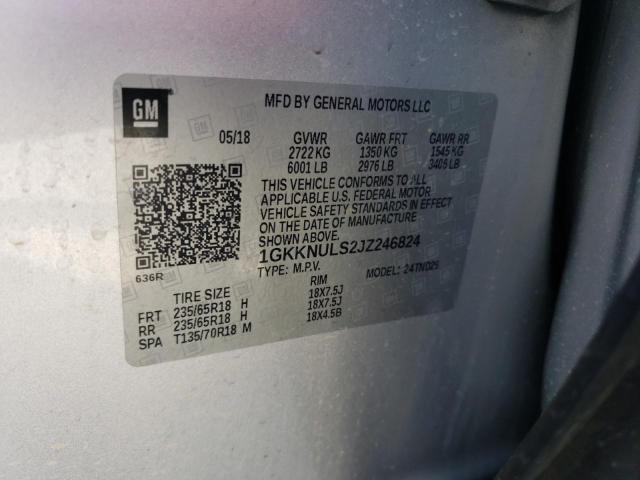 GM
MFD BY GENERAL MOTORS LLC
05/18 GVWR GAWR FRT GAWR RR
2722 KG 1350 KG 1545 KG
6001 LB 2976 LB 3406 LB
THIS VEHICLE CONFORMS TO ALL
APPLICABLE U.S. FEDERAL MOTOR
VEHICLE SAFETY STANDARDS IN EFFECT
ON THE DATE OF MANUFACTURE
SHOWN ABOVE.
1GKKNULS2JZ246824
636R
TYPE: M.P.V. MODEL: 24TND26
TIRE SIZE RIM
FRT 235/65R18 H 18X7.5J
RR 235/65R18 H 18X7.5J
SPA T135/70R18 M 18X4.5B